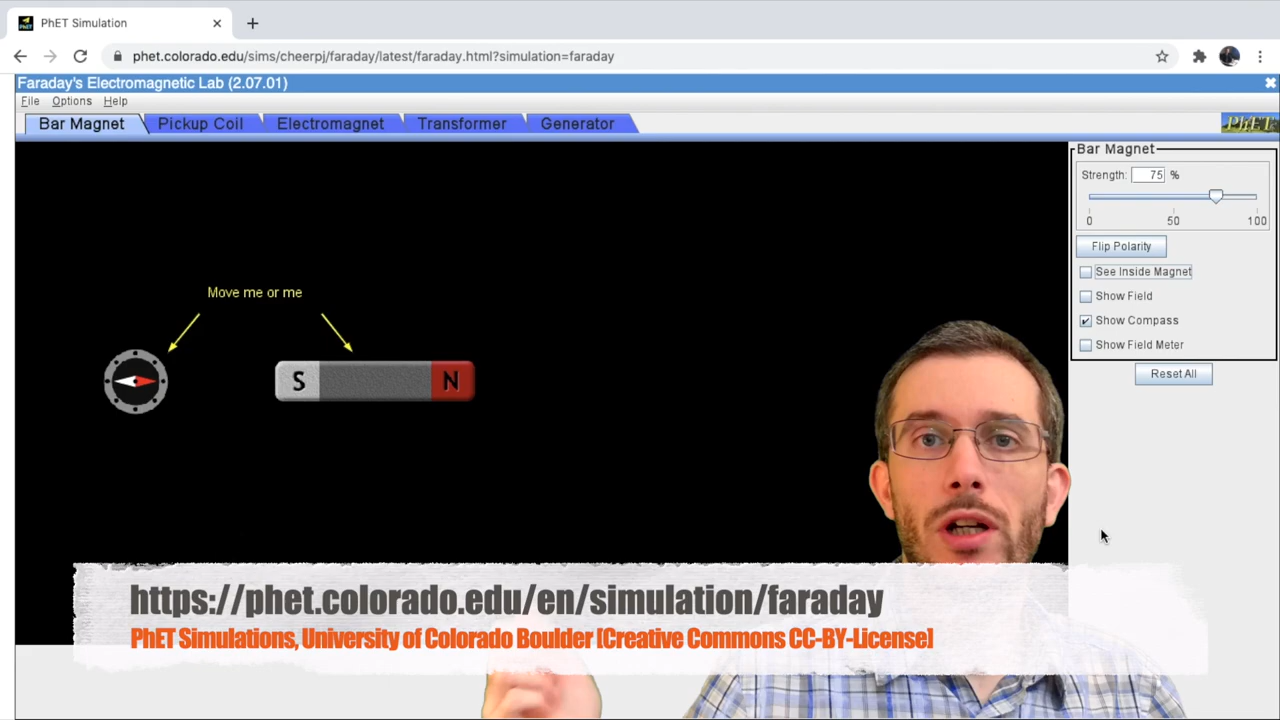 PhET Simulation
phet.colorado.edu/sims/cheerpj/faraday/latest/faraday.html?simulation=faraday
Faraday's Electromagnetic Lab (2.07.01)
File Options Help
Bar Magnet Pickup Coil Electromagnet Transformer Generator
PhET
Bar Magnet
Strength: 75 %
0 50 100
Flip Polarity
See Inside Magnet
Show Field
Show Compass
Show Field Meter
Reset All
Move me or me
S N
https://phet.colorado.edu/en/simulation/faraday
PhET Simulations, University of Colorado Boulder [Creative Commons CC-BY-License]